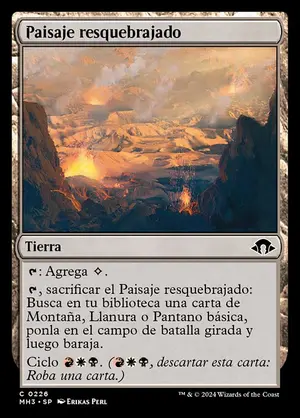 Paisaje resquebrajado
Tierra
: Agrega .
, sacrificar el Paisaje resquebrajado:
Busca en tu biblioteca una carta de
Montaña, Llanura o Pantano básica,
ponla en el campo de batalla girada y
luego baraja.
Ciclo . (, descartar esta carta:
Roba una carta.)
C 0226
MH3 • SP Erikas Perl
™ & © 2024 Wizards of the Coast